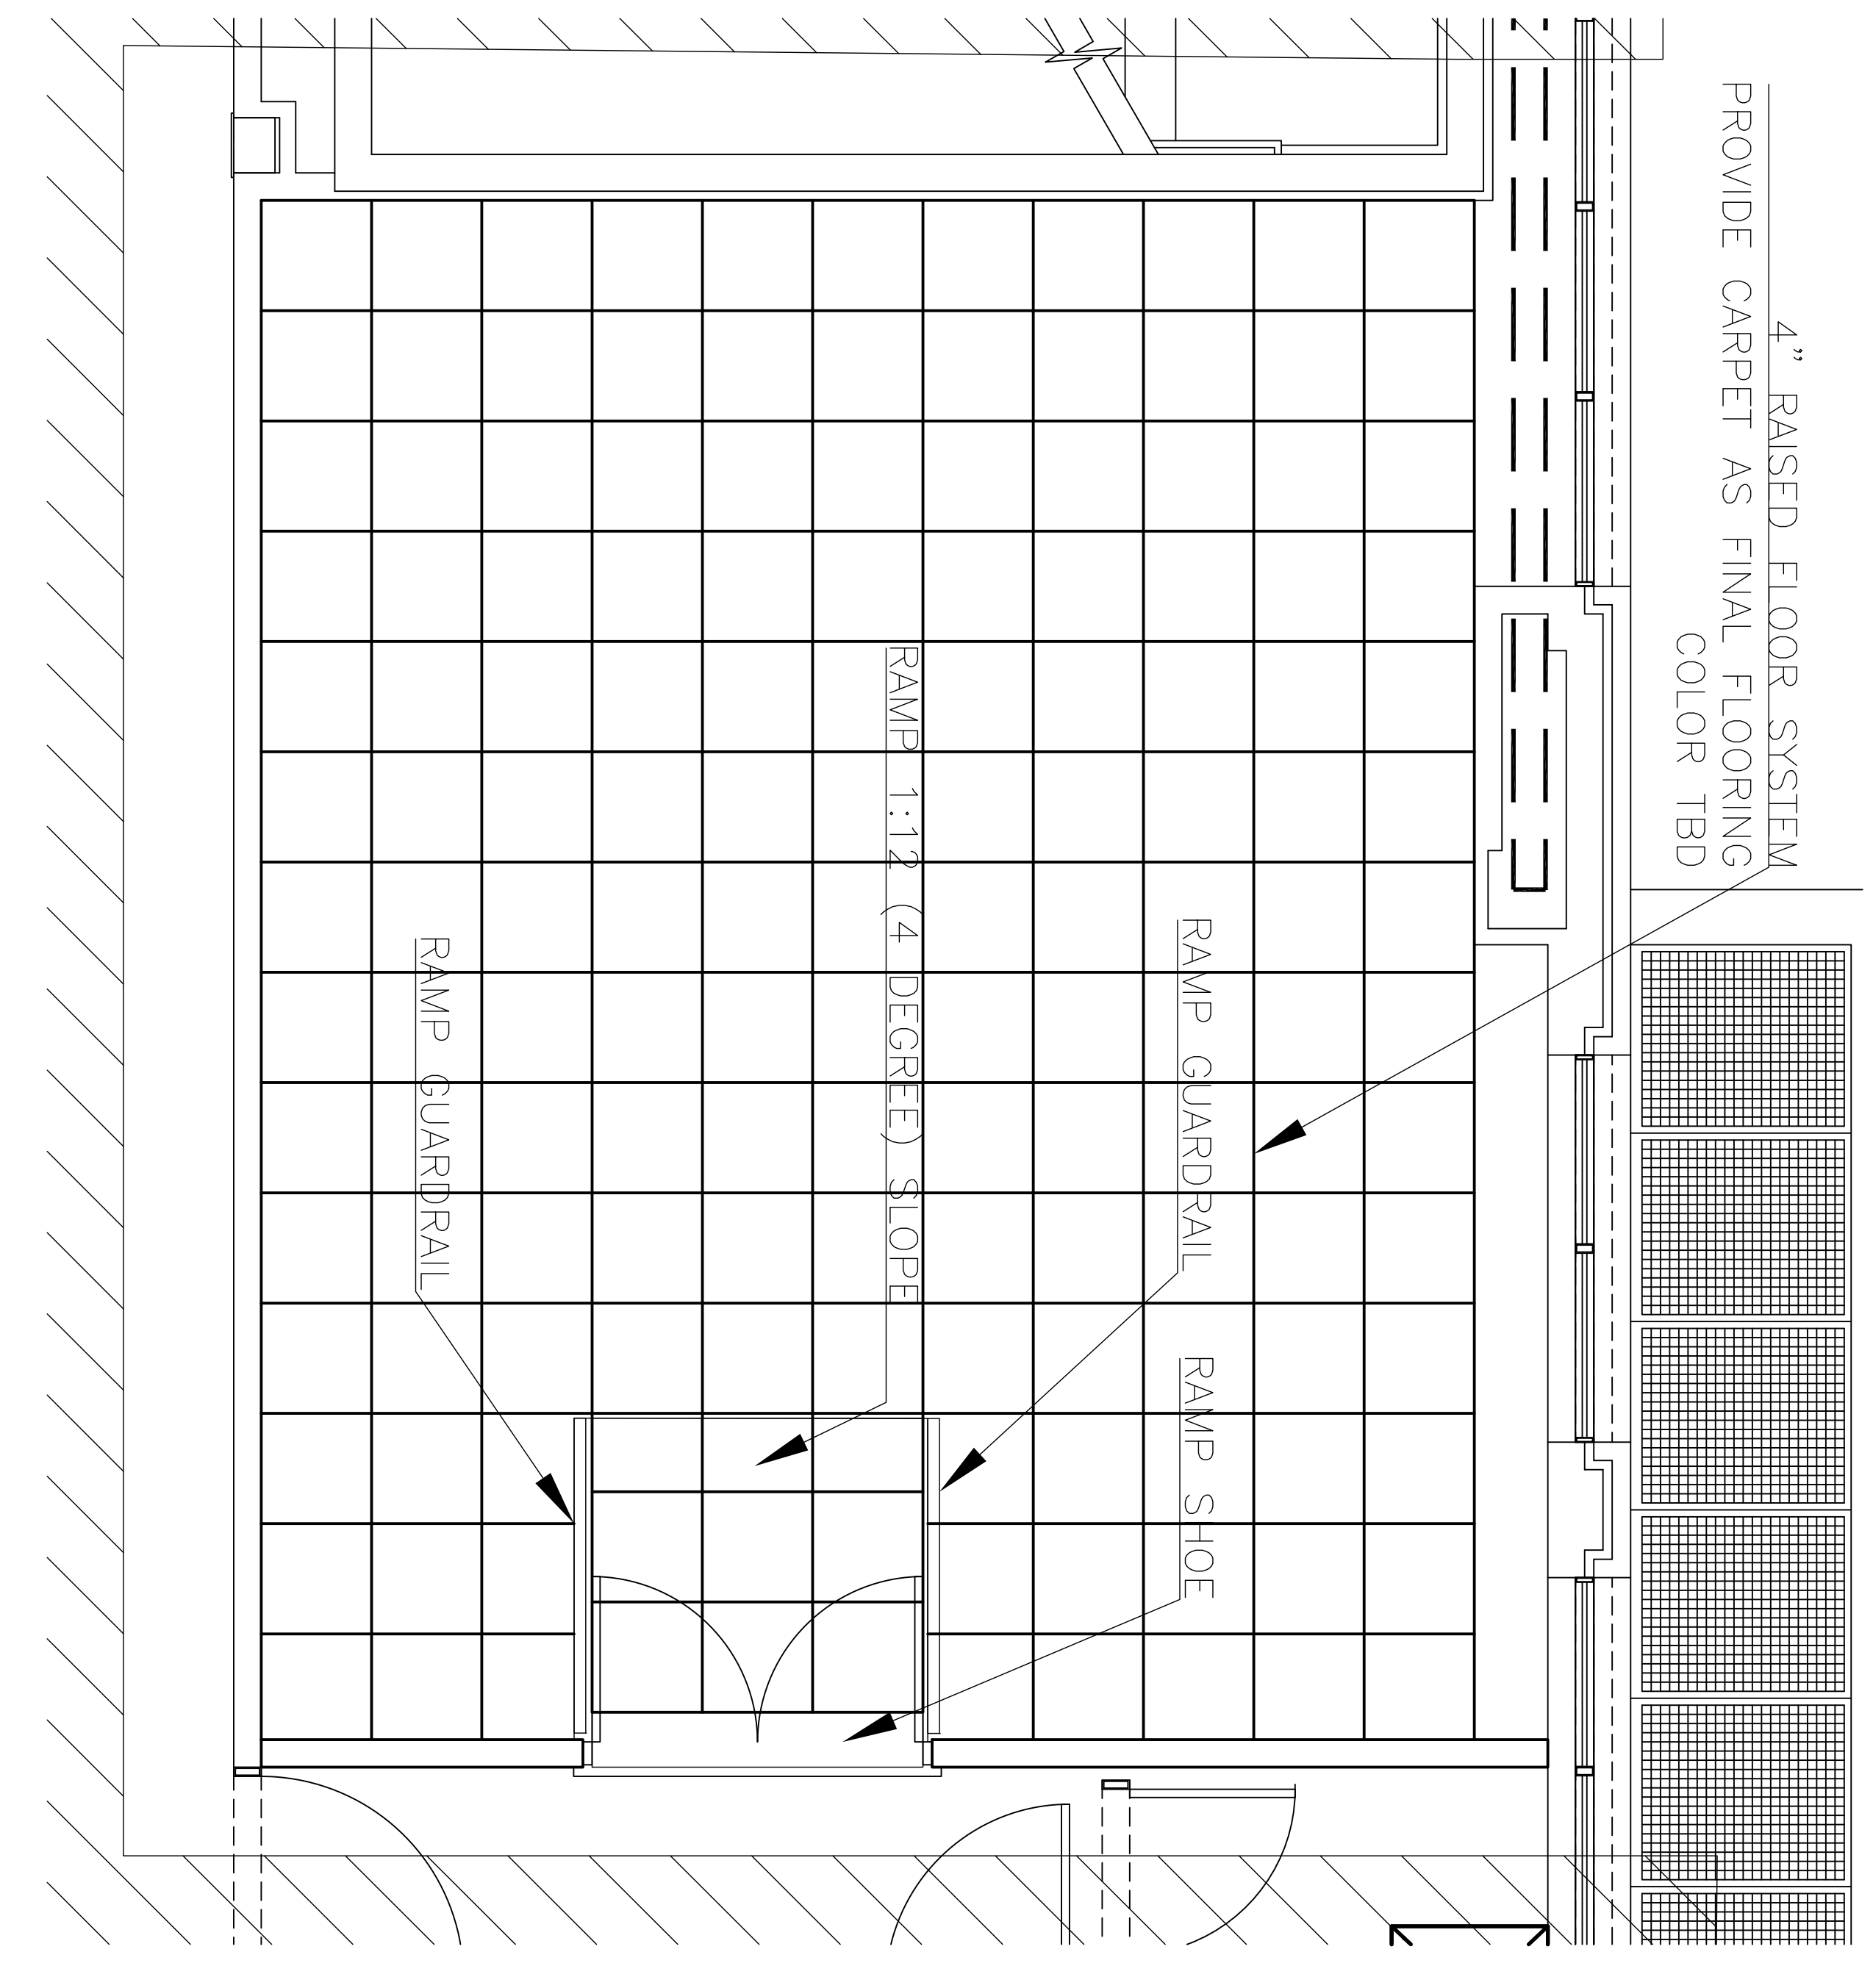 4" RAISED FLOOR SYSTEM
PROVIDE CARPET AS FINAL FLOORING
COLOR TBD
RAMP GUARDRAIL
RAMP SHOE
RAMP 1:12 (4 DEGREE) SLOPE
RAMP GUARDRAIL